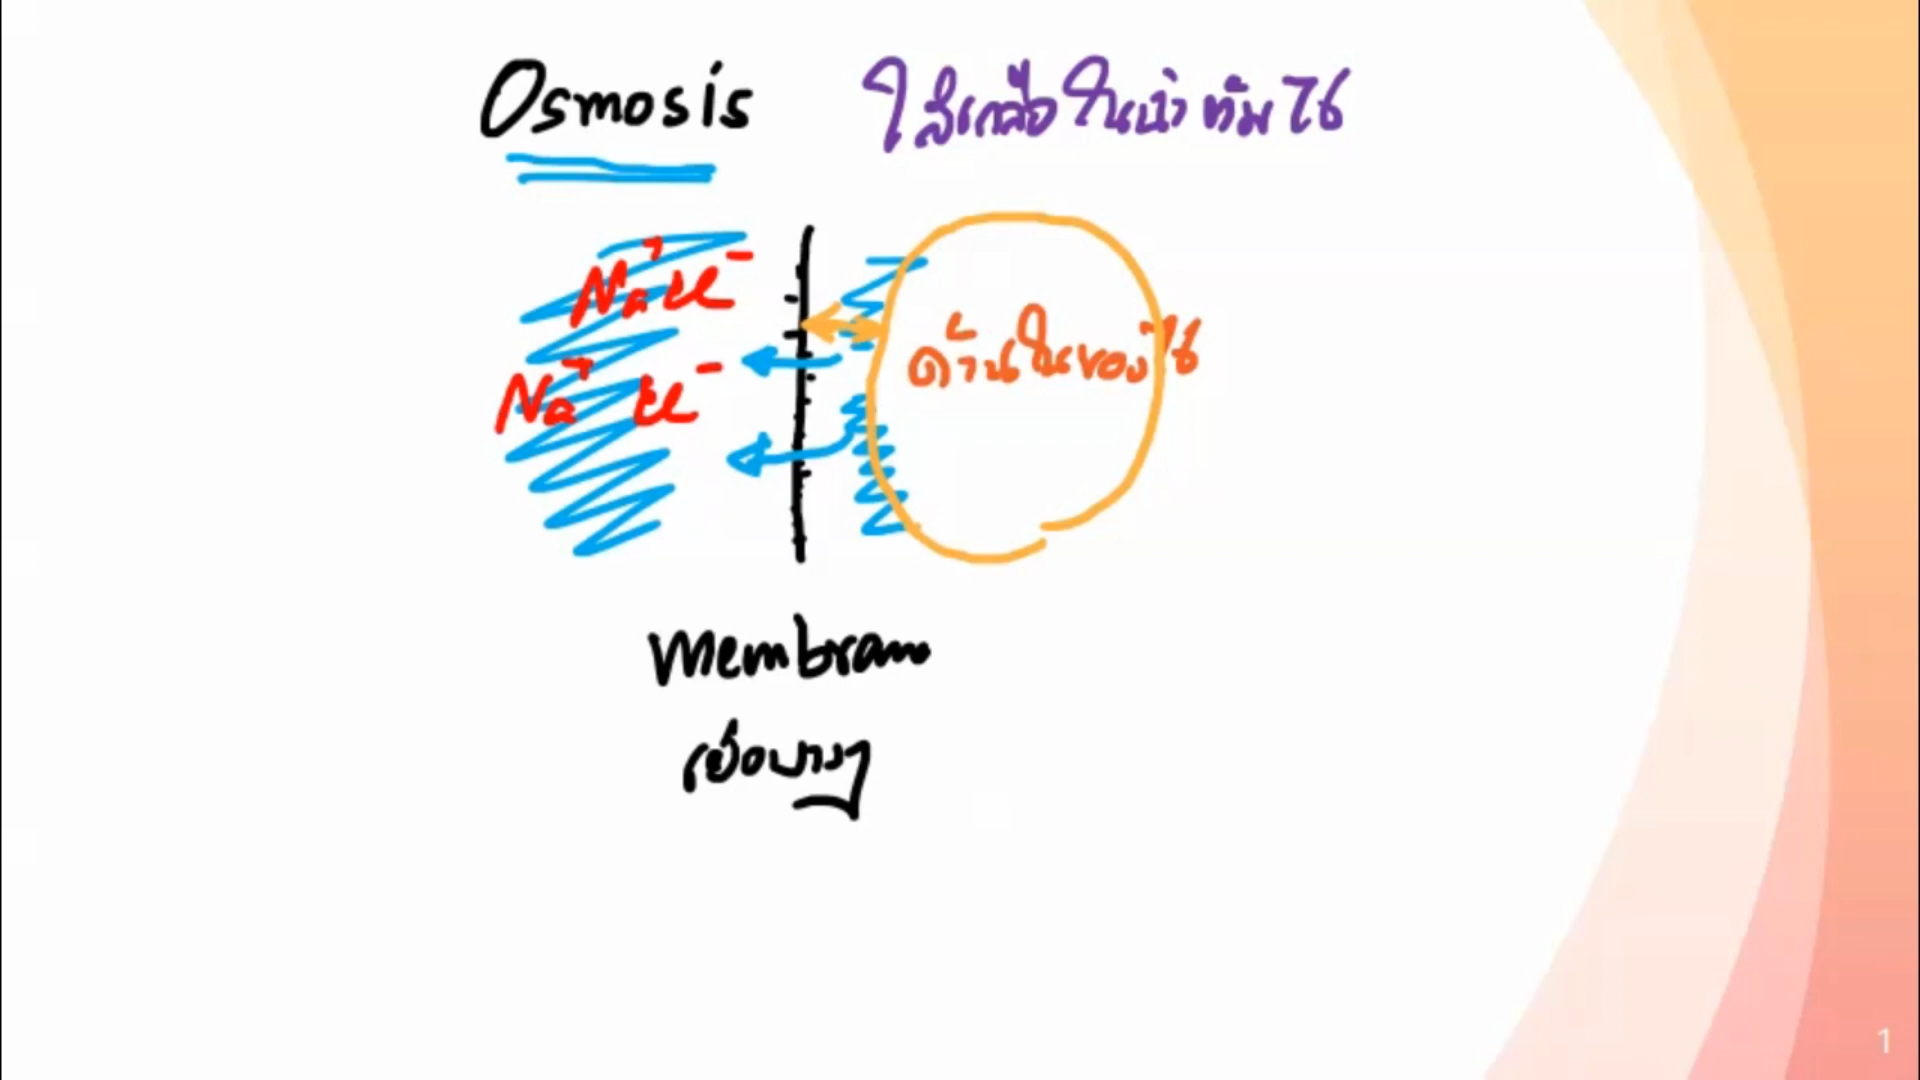 Osmosis ใส่เกลือในน้ำต้มไข่
Na⁺ Cl⁻
Na⁺ Cl⁻
ด้านในของไข่
membrane
เยื่อบางๆ
1